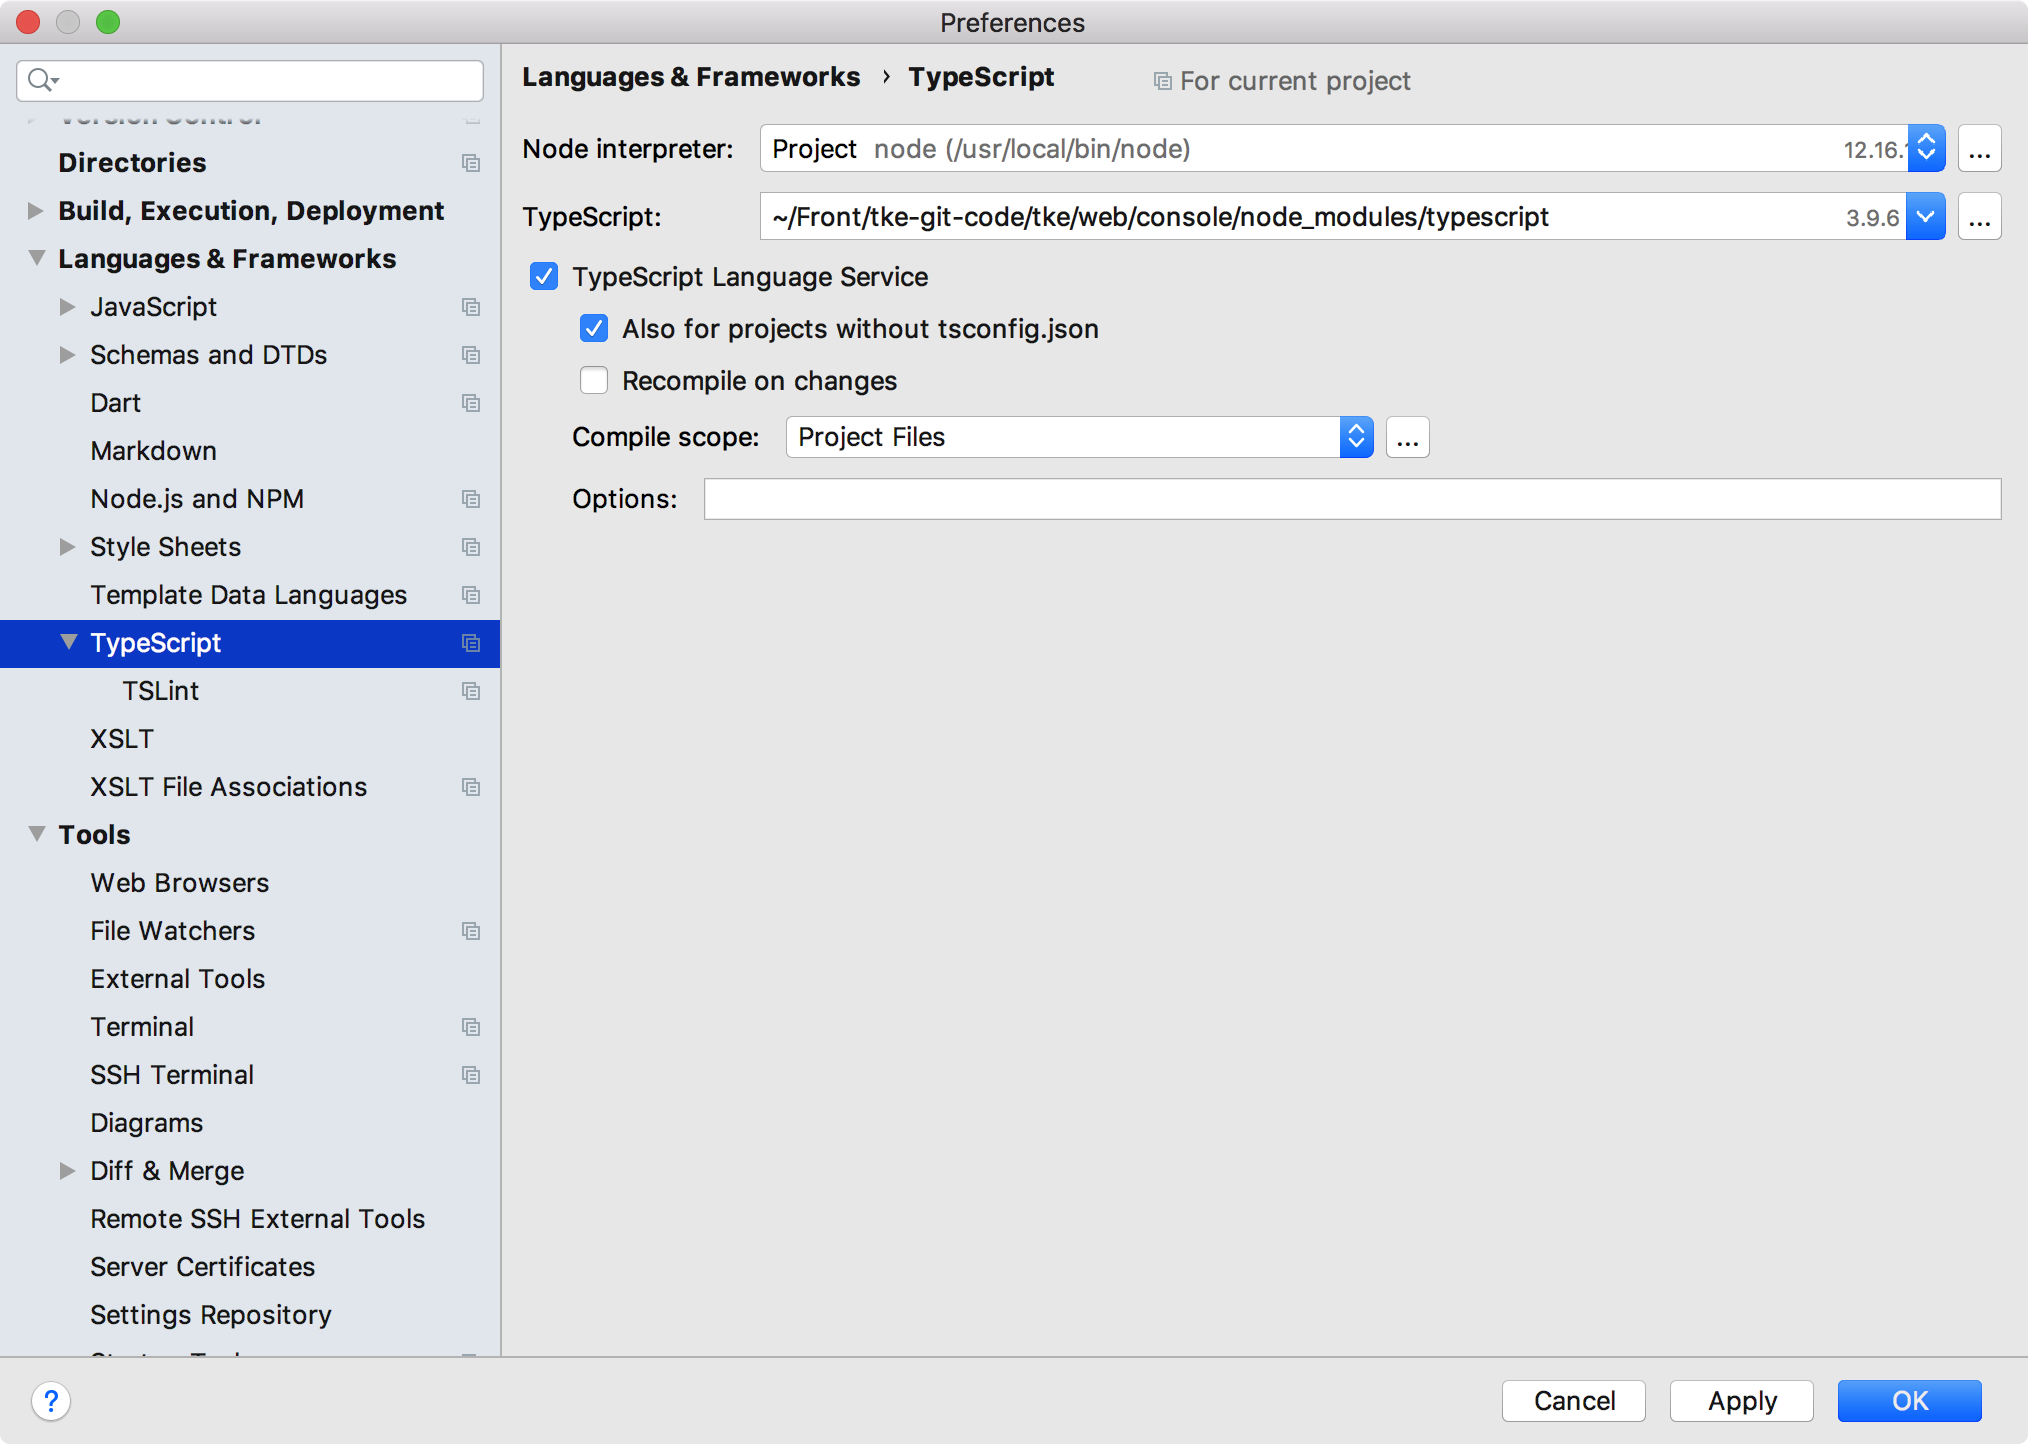 Preferences
Languages & Frameworks › TypeScript For current project
Directories
Build, Execution, Deployment
Languages & Frameworks
JavaScript
Schemas and DTDs
Dart
Markdown
Node.js and NPM
Style Sheets
Template Data Languages
TypeScript
TSLint
XSLT
XSLT File Associations
Tools
Web Browsers
File Watchers
External Tools
Terminal
SSH Terminal
Diagrams
Diff & Merge
Remote SSH External Tools
Server Certificates
Settings Repository
Node interpreter: Project node (/usr/local/bin/node) 12.16.
...
TypeScript: ~/Front/tke-git-code/tke/web/console/node_modules/typescript 3.9.6
...
TypeScript Language Service
Also for projects without tsconfig.json
Recompile on changes
Compile scope: Project Files
...
Options:
?
Cancel
Apply
OK